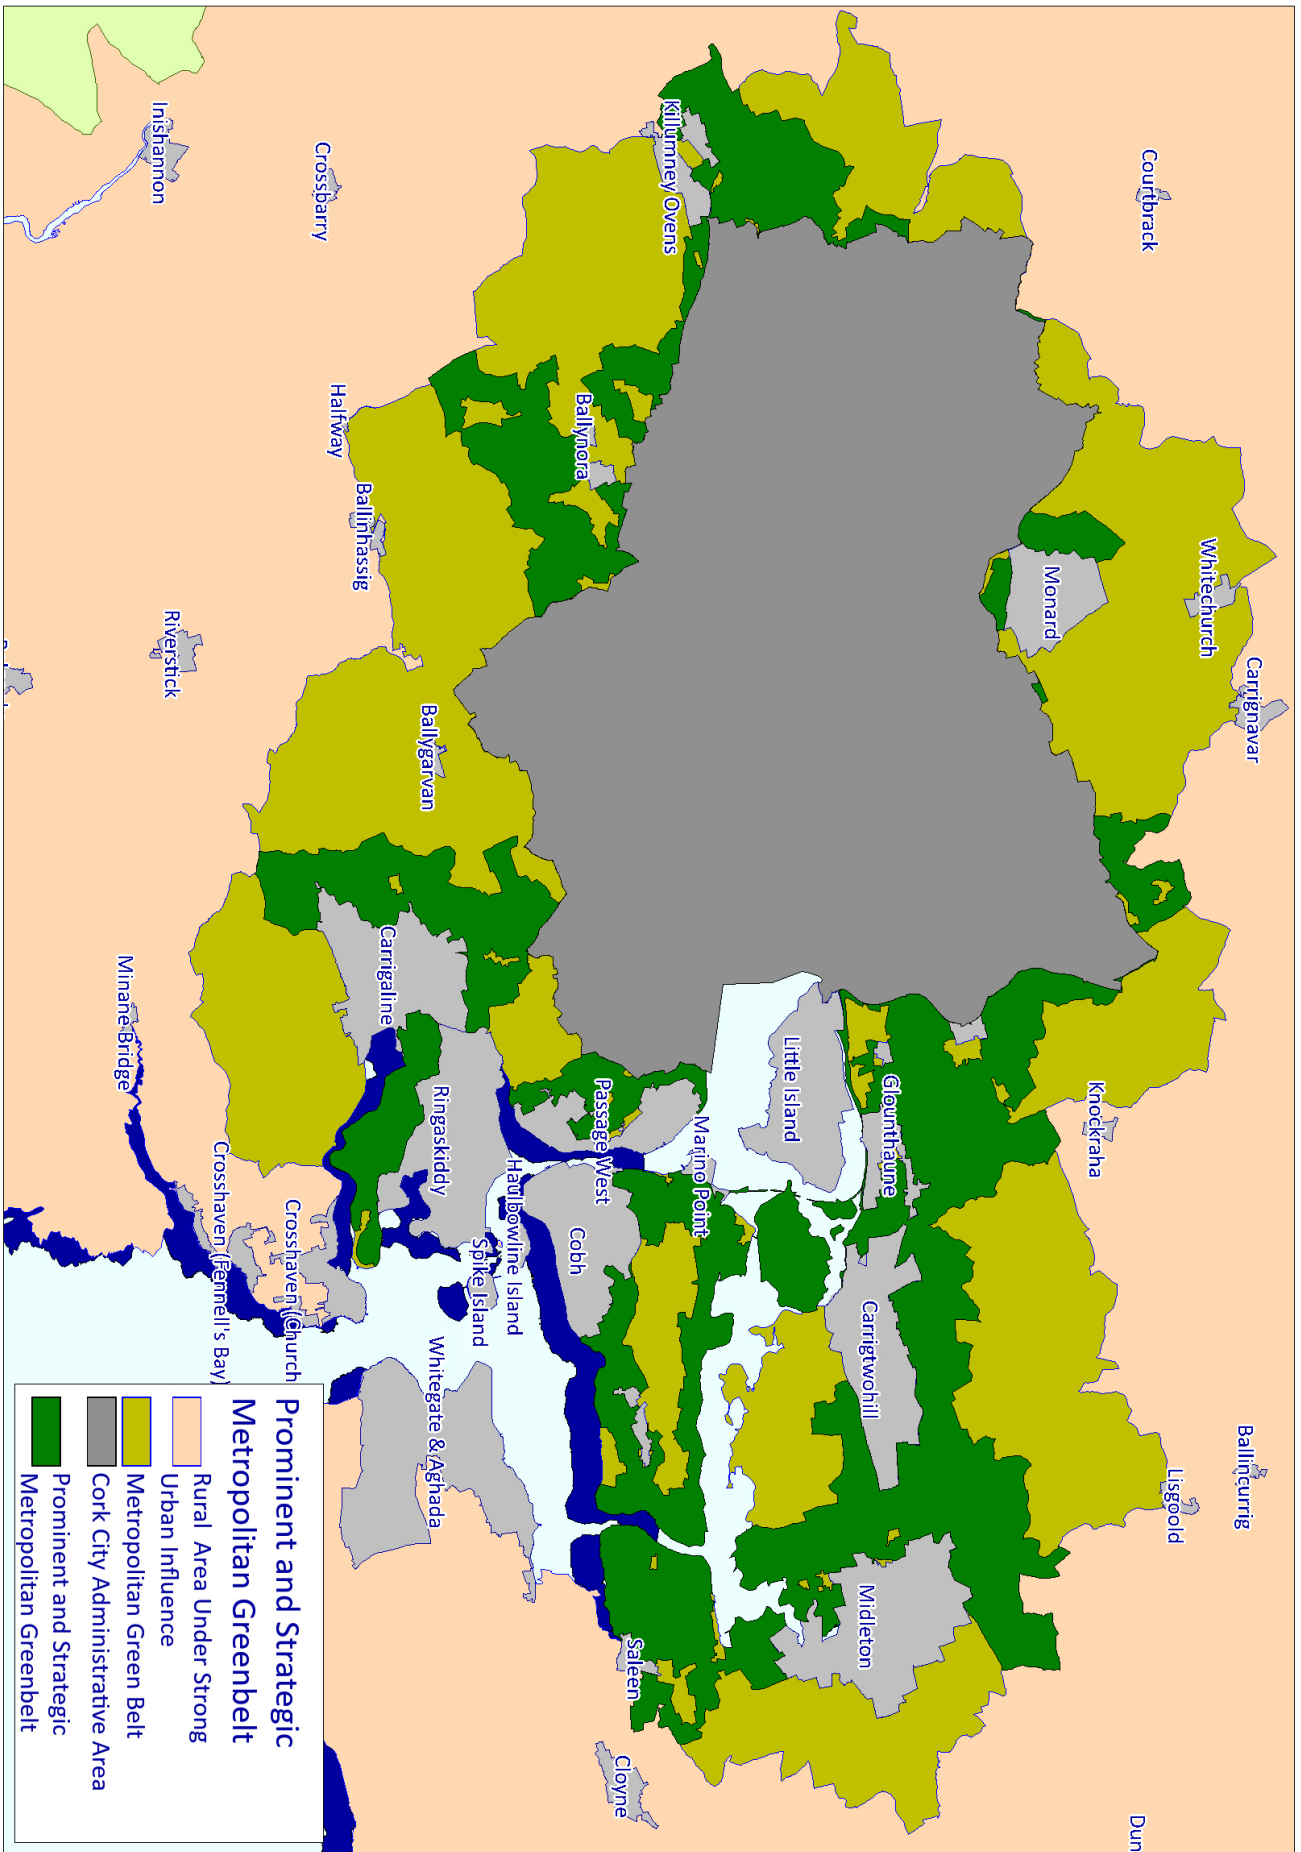 Courtbrack
Whitechurch
Carrignavar
Monard
Killumney Ovens
Inishannon
Crossbarry
Halfway
Ballynora
Ballinhassig
Riverstick
Ballygarvan
Knockraha
Ballincurrig
Lisgoold
Dun
Glounthaune
Little Island
Carrigtwohill
Midleton
Marino Point
Passage West
Cobh
Carrigaline
Ringaskiddy
Haulbowline Island
Spike Island
Whitegate & Aghada
Saleen
Cloyne
Minane Bridge
Crosshaven (Church
Crosshaven (Fennell's Bay)
Prominent and Strategic
Metropolitan Greenbelt
Rural Area Under Strong
Urban Influence
Metropolitan Green Belt
Cork City Administrative Area
Prominent and Strategic
Metropolitan Greenbelt